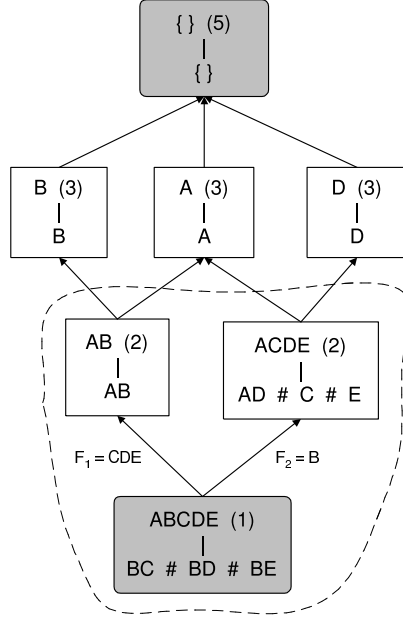 { } (5)
{ }
B (3)
B
A (3)
A
D (3)
D
AB (2)
AB
ACDE (2)
AD # C # E
F1 = CDE
F2 = B
ABCDE (1)
BC # BD # BE